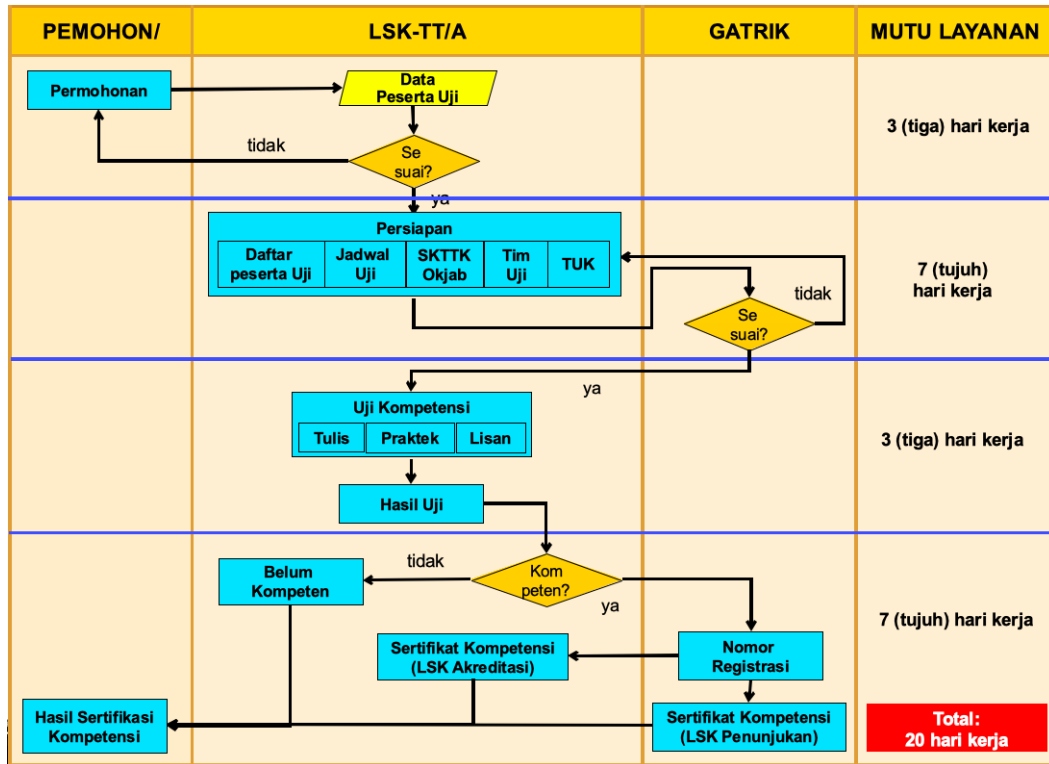 PEMOHON/
LSK-TT/A
GATRIK
MUTU LAYANAN
Permohonan
Data
Peserta Uji
tidak
Se
suai?
ya
3 (tiga) hari kerja
Persiapan
Daftar
peserta Uji
Jadwal
Uji
SKTTK
Okjab
Tim
Uji
TUK
tidak
Se
suai?
7 (tujuh)
hari kerja
ya
Uji Kompetensi
Tulis
Praktek
Lisan
Hasil Uji
3 (tiga) hari kerja
tidak
Kom
peten?
ya
Belum
Kompeten
Sertifikat Kompetensi
(LSK Akreditasi)
Nomor
Registrasi
7 (tujuh) hari kerja
Hasil Sertifikasi
Kompetensi
Sertifikat Kompetensi
(LSK Penunjukan)
Total:
20 hari kerja